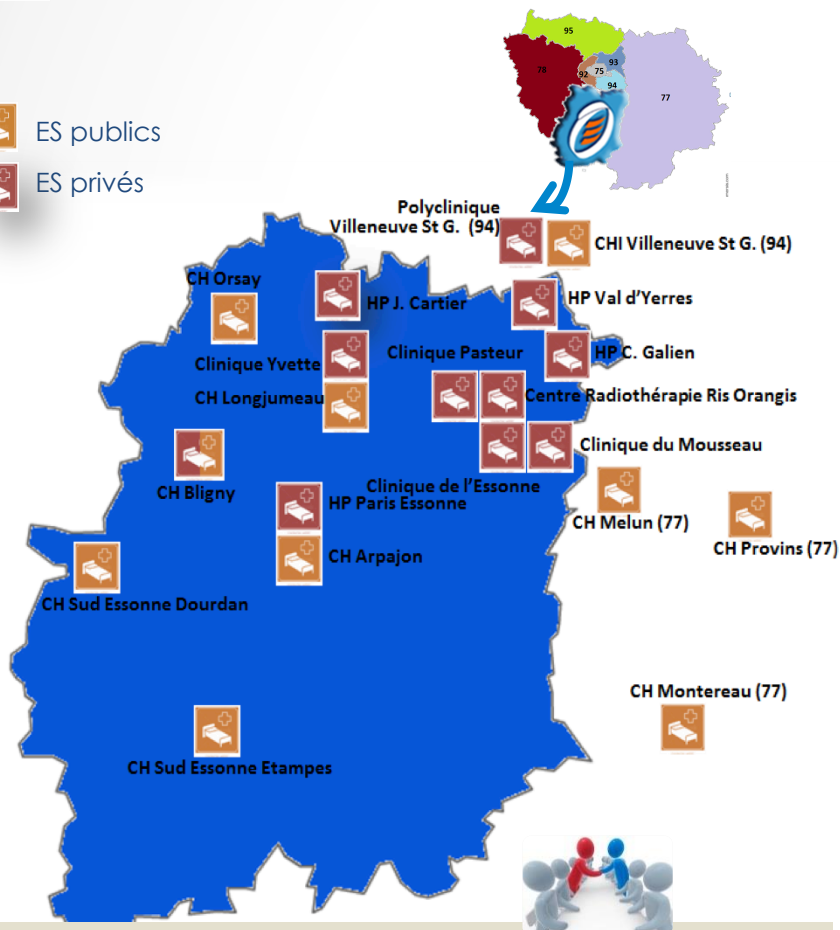 95
78
92
75
93
94
77
ES publics
ES privés
Polyclinique
Villeneuve St G. (94)
CHI Villeneuve St G. (94)
CH Orsay
HP J. Cartier
HP Val d'Yerres
Clinique Yvette
Clinique Pasteur
HP C. Galien
CH Longjumeau
Centre Radiothérapie Ris Orangis
Clinique du Mousseau
CH Bligny
Clinique de l'Essonne
HP Paris Essonne
CH Melun (77)
CH Provins (77)
CH Arpajon
CH Sud Essonne Dourdan
CH Montereau (77)
CH Sud Essonne Etampes